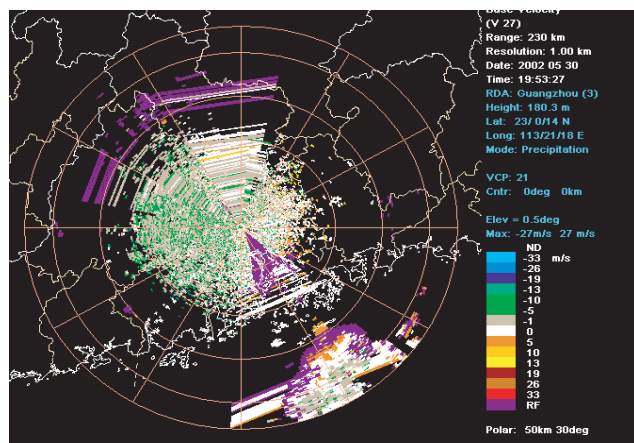 Base Velocity
(V 27)
Range: 230 km
Resolution: 1.00 km
Date: 2002 05 30
Time: 19:53:27
RDA: Guangzhou (3)
Height: 180.3 m
Lat: 23/ 0/14 N
Long: 113/21/18 E
Mode: Precipitation
VCP: 21
Cntr: 0deg 0km
Elev = 0.5deg
Max: -27m/s 27 m/s
ND
-33 m/s
-26
-19
-13
-10
-5
-1
0
5
10
13
19
26
33
RF
Polar: 50km 30deg